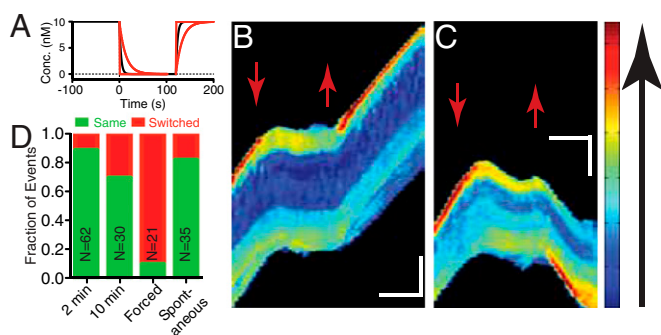 A
Conc. (nM)
10
5
0
-100
0
100
200
Time (s)
B
C
D
Same
Switched
Fraction of Events
1.0
0.8
0.6
0.4
0.2
0.0
N=62
N=30
N=21
N=35
2 min
10 min
Forced
Spont-
aneous